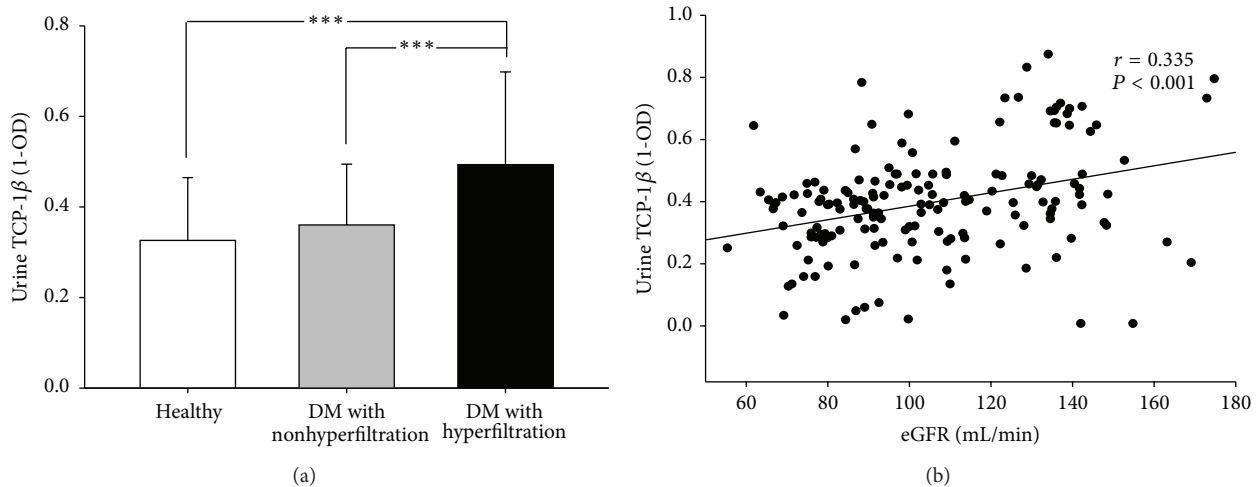 0.8
0.6
0.4
0.2
0.0
Urine TCP-1β (1-OD)
***
***
Healthy
DM with
nonhyperfiltration
DM with
hyperfiltration
(a)
1.0
0.8
0.6
0.4
0.2
0.0
Urine TCP-1β (1-OD)
r = 0.335
P < 0.001
60 80 100 120 140 160 180
eGFR (mL/min)
(b)